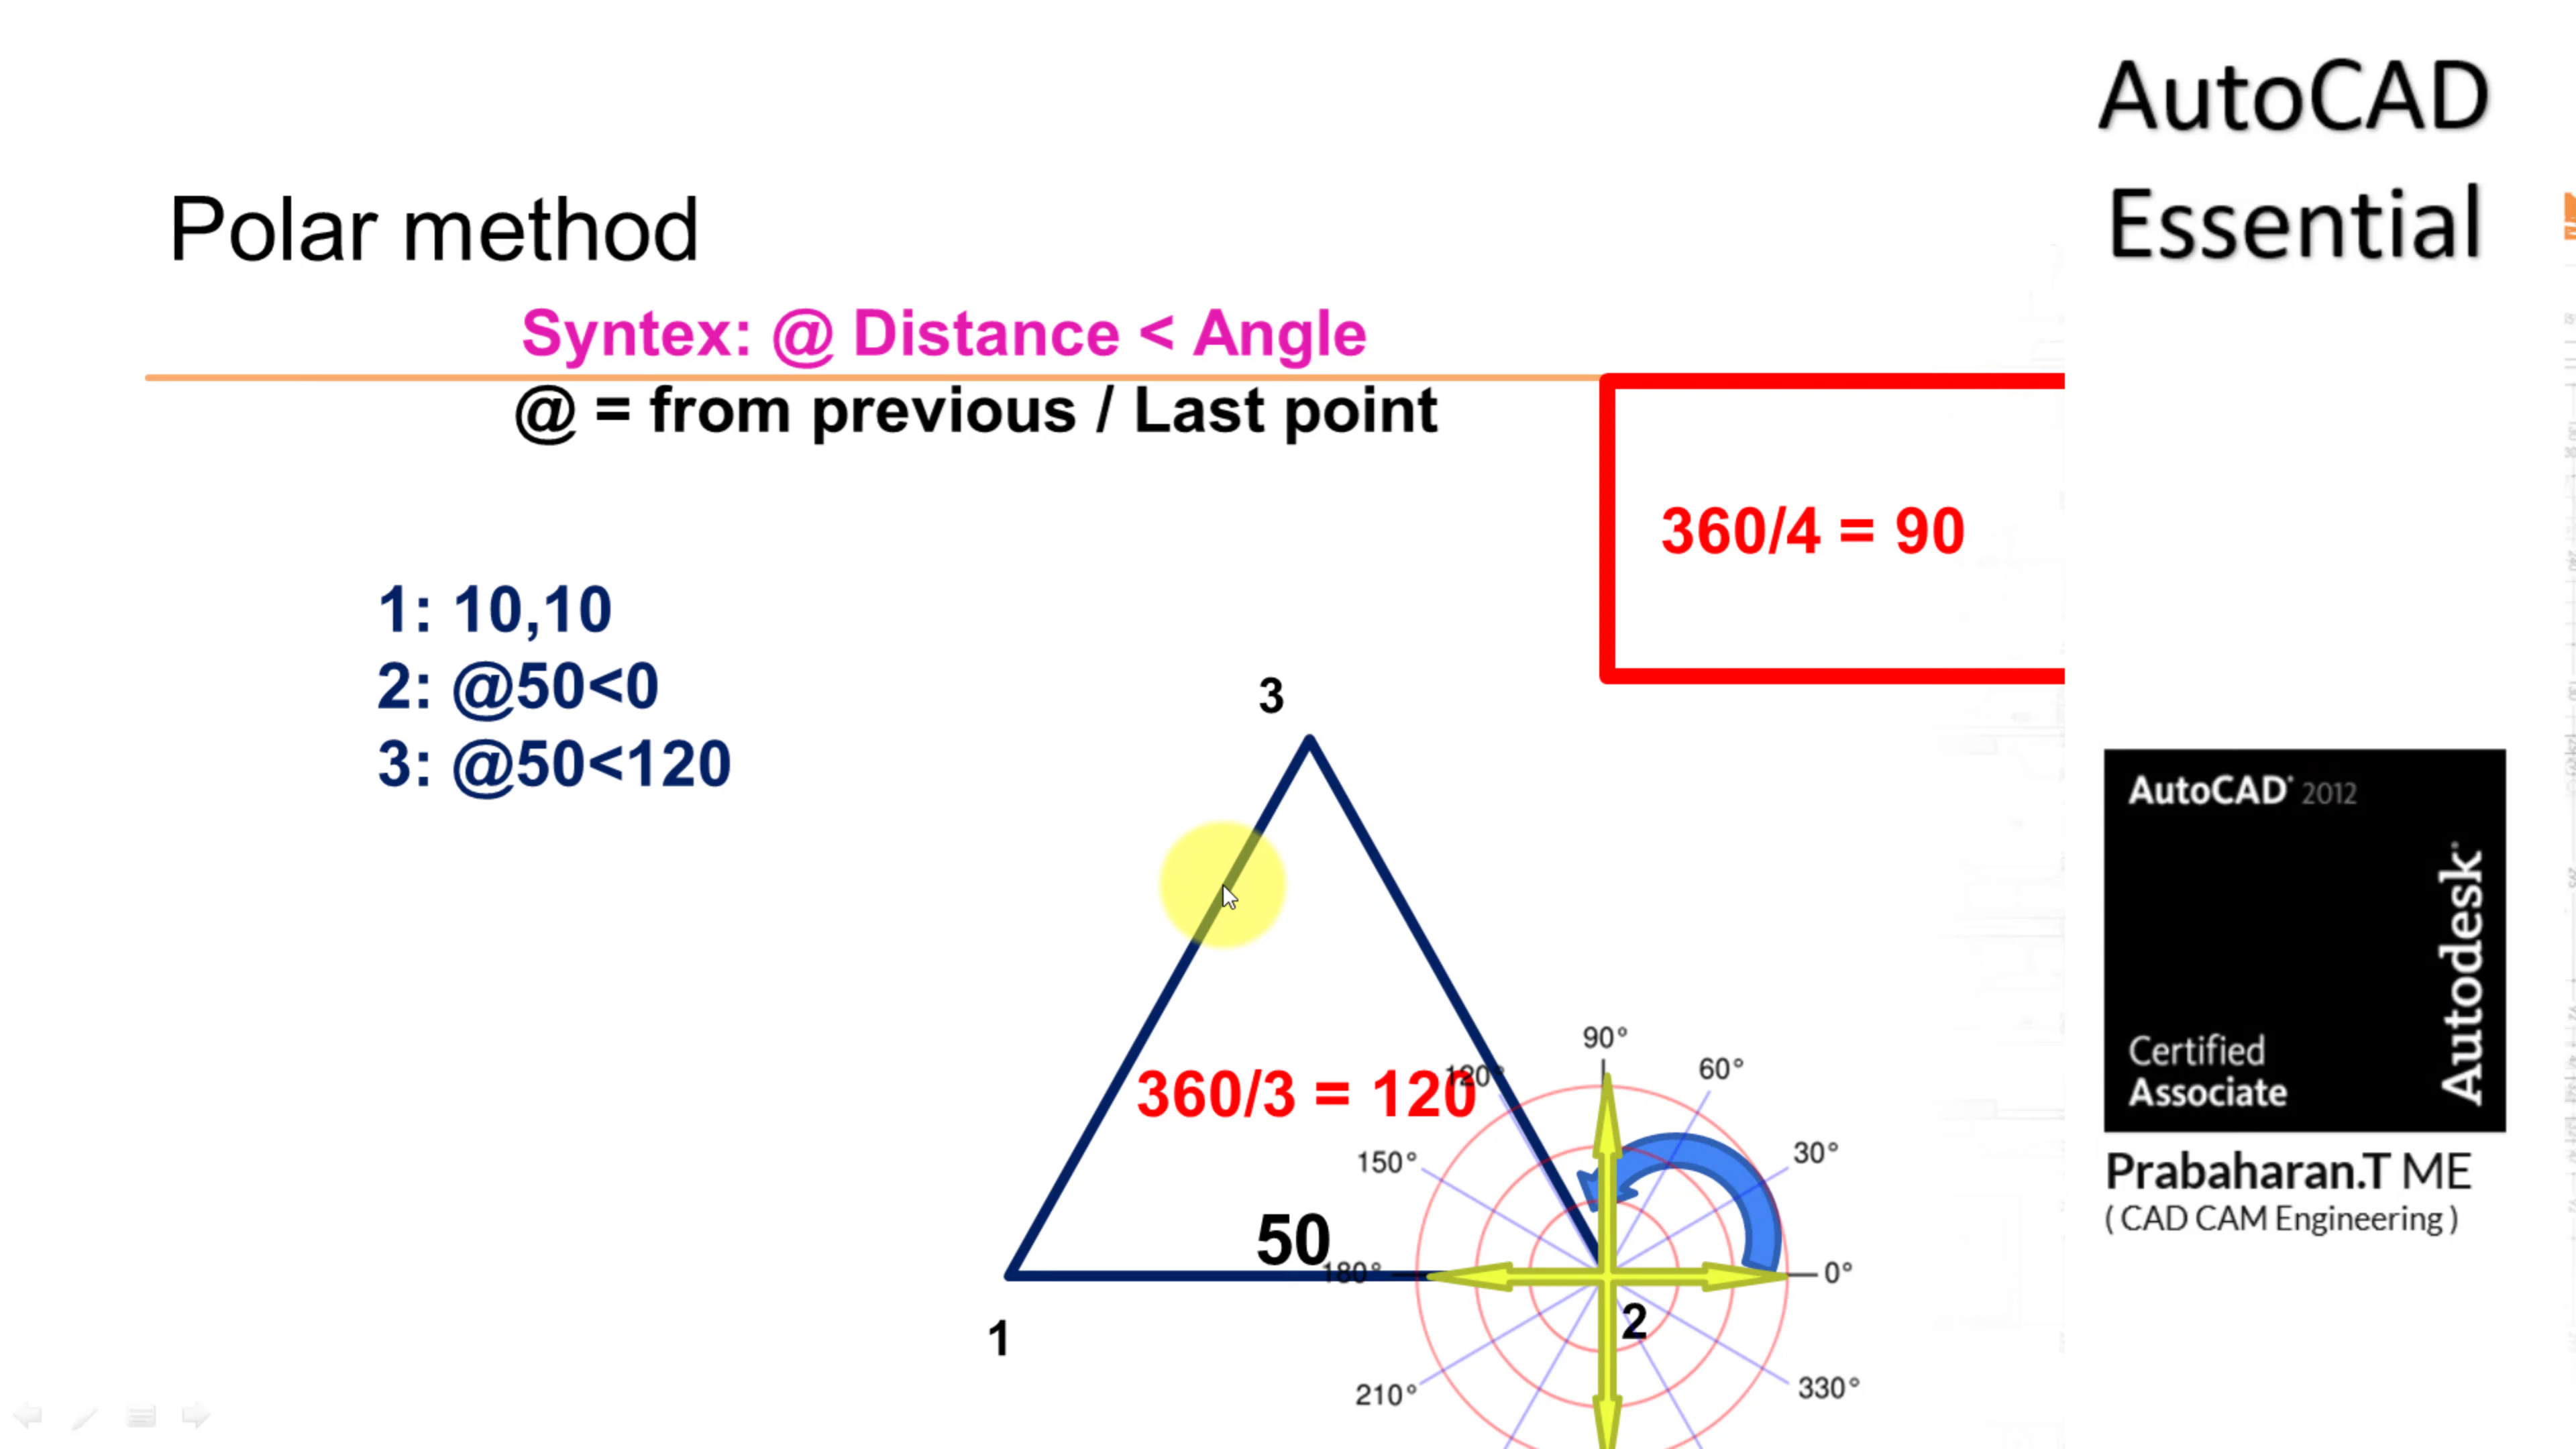 AutoCAD
Essential
Polar method
Syntex: @ Distance < Angle
@ = from previous / Last point
360/4 = 90
1: 10,10
2: @50<0
3: @50<120
3
90°
60°
120°
360/3 = 120
30°
150°
50
180°
0°
2
1
210°
330°
AutoCAD 2012
Autodesk
Certified
Associate
Prabaharan.T ME
( CAD CAM Engineering )